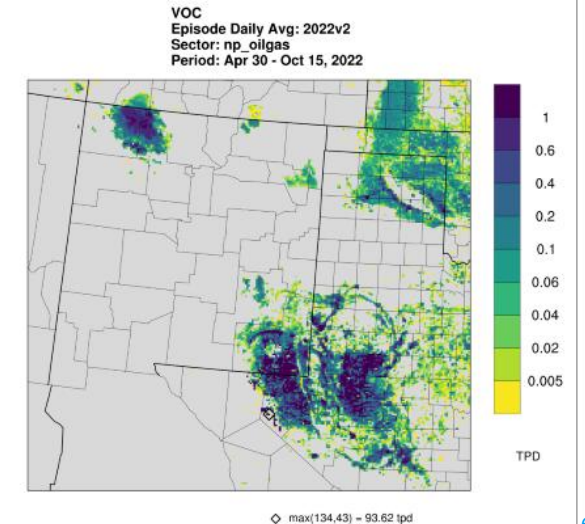 VOC
Episode Daily Avg: 2022v2
Sector: np_oilgas
Period: Apr 30 - Oct 15, 2022
1
0.6
0.4
0.2
0.1
0.06
0.04
0.02
0.005
TPD
max(134,43) = 93.62 tpd